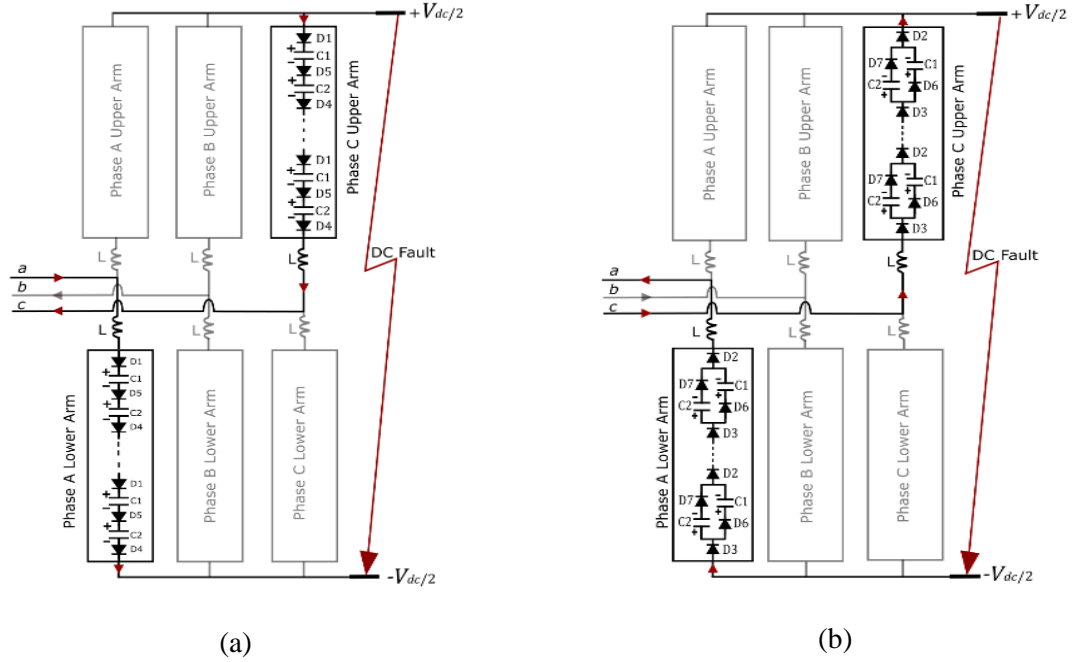 +Vdc/2
Phase A Upper Arm
Phase B Upper Arm
D1
+
C1
-
D5
+
C2
-
D4
D1
+
C1
-
D5
+
C2
-
D4
Phase C Upper Arm
DC Fault
L
L
L
a
b
c
L
L
L
Phase A Lower Arm
D1
+
C1
-
D5
+
C2
-
D4
D1
+
C1
-
D5
+
C2
-
D4
Phase B Lower Arm
Phase C Lower Arm
-Vdc/2
(a)
+Vdc/2
Phase A Upper Arm
Phase B Upper Arm
D2
D7
-
C1
-
C2
+
D6
+
D3
D2
D7
-
C1
-
C2
+
D6
+
D3
Phase C Upper Arm
DC Fault
L
L
L
a
b
c
L
L
L
Phase A Lower Arm
D2
D7
-
C1
-
C2
+
D6
+
D3
D2
D7
-
C1
-
C2
+
D6
+
D3
Phase B Lower Arm
Phase C Lower Arm
-Vdc/2
(b)